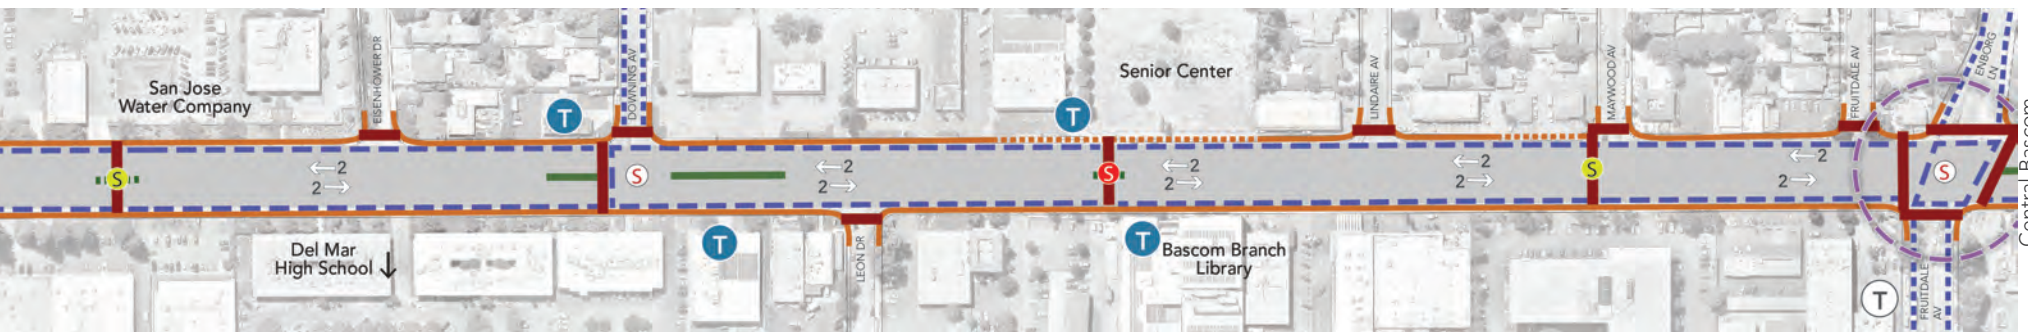 San Jose
Water Company
EISENHOWER DR
T
DOWNING AV
T
Senior Center
LINDAIRE AV
MAYWOOD AV
FRUITDALE AV
ENBORG
LN
S
2
2
S
2
2
S
2
2
2
2
S
2
2
S
Central Bascom
Del Mar
High School
T
LEON DR
T
Bascom Branch
Library
T
FRUITDALE
AV